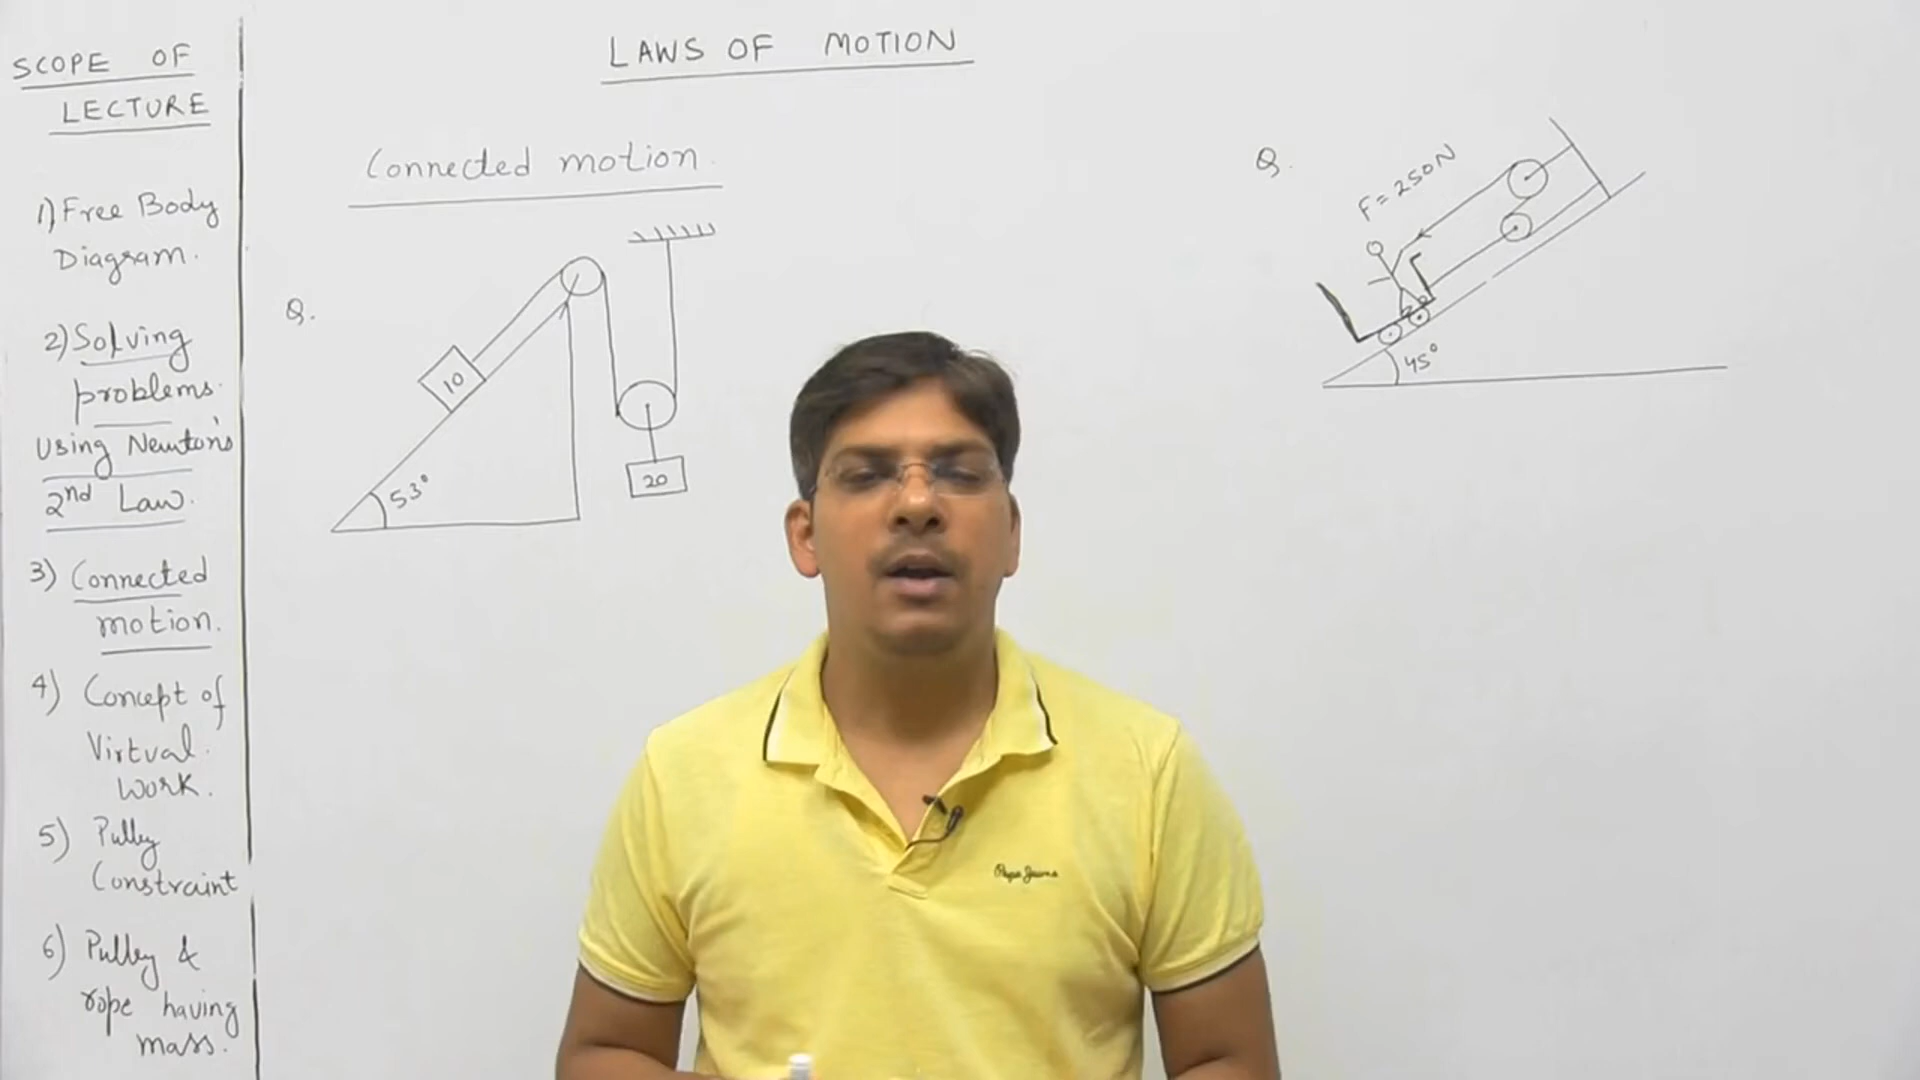 SCOPE OF
LECTURE
1) Free Body
Diagram.
2) Solving
problems.
Using Newton's
2nd Law.
3) Connected
motion.
4) Concept of
Virtual
Work.
5) Pulley
Constraint
6) Pulley &
rope having
mass.
LAWS OF MOTION
Connected motion.
Q.
10
53°
20
Q.
F = 250N
45°
Pepe Jeans